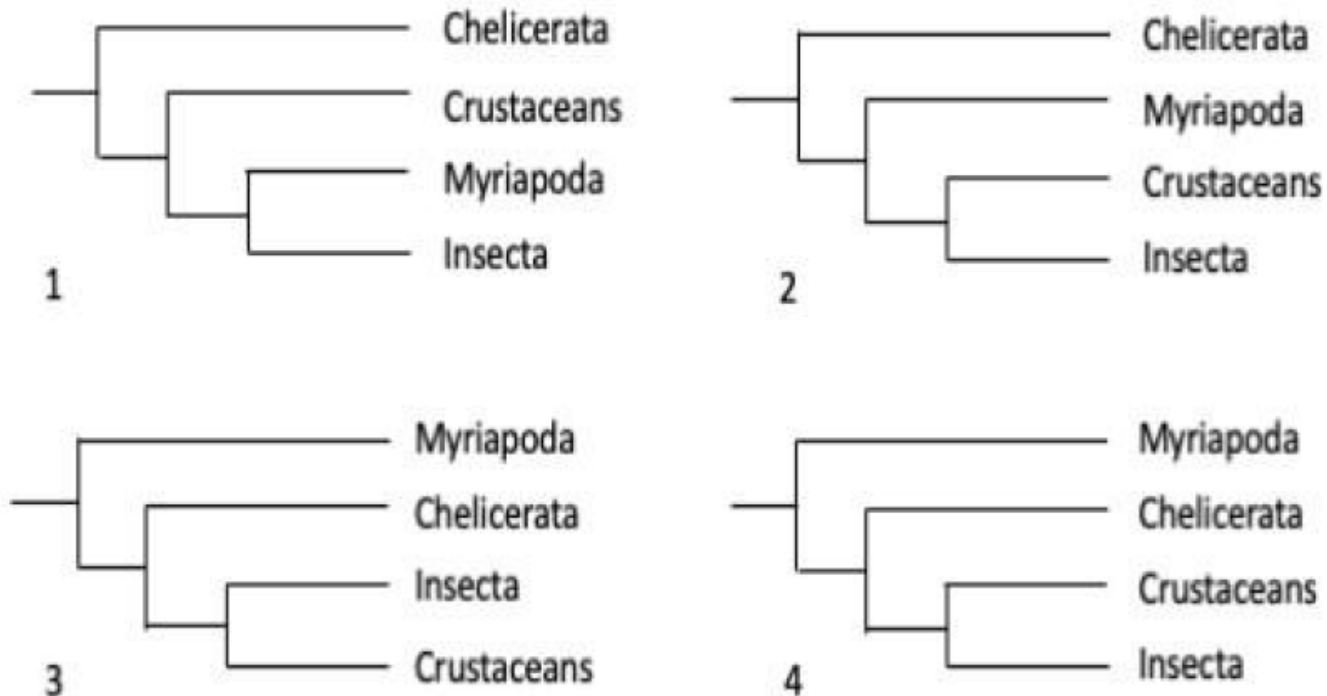 Chelicerata
Crustaceans
Myriapoda
Insecta
1
Chelicerata
Myriapoda
Crustaceans
Insecta
2
Myriapoda
Chelicerata
Insecta
Crustaceans
3
Myriapoda
Chelicerata
Crustaceans
Insecta
4